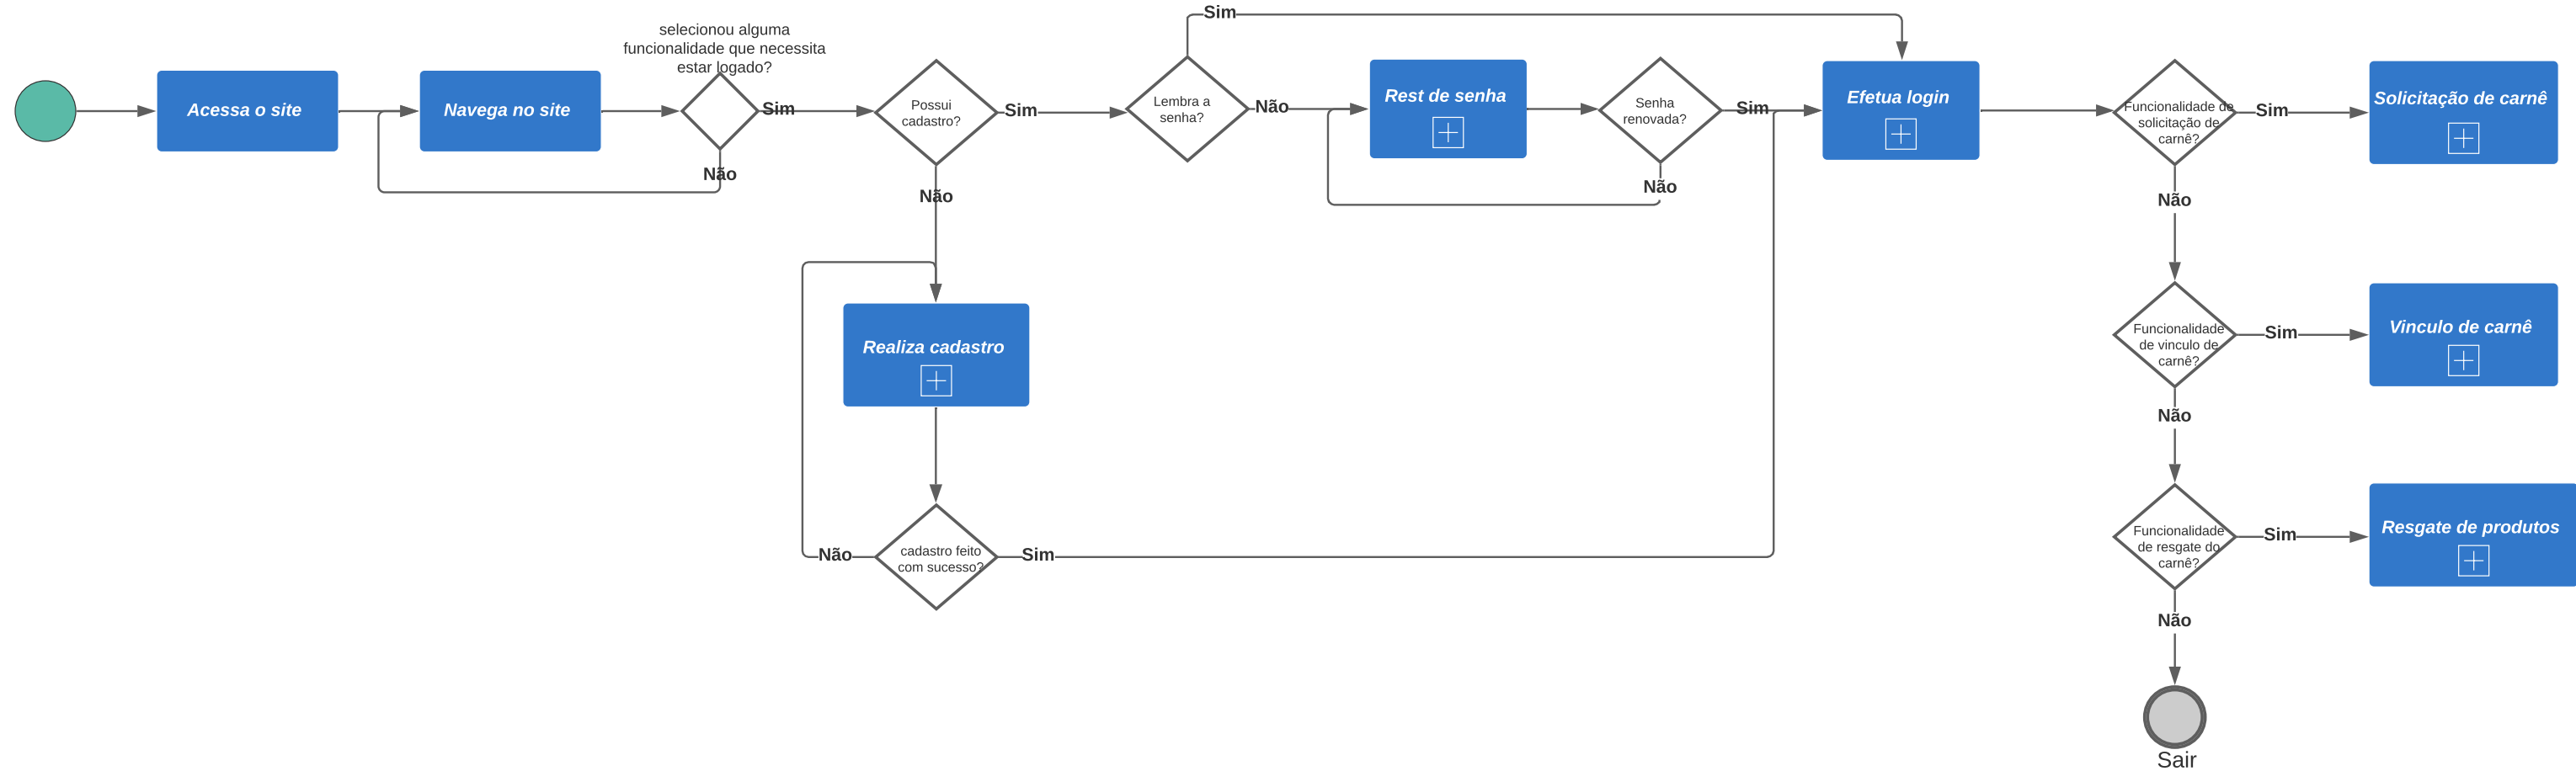 Sim
selecionou alguma
funcionalidade que necessita
estar logado?
Acessa o site
Navega no site
Sim
Não
Possui
cadastro?
Sim
Não
Lembra a
senha?
Não
Rest de senha
Senha
renovada?
Sim
Não
Efetua login
Funcionalidade de
solicitação de
carnê?
Sim
Solicitação de carnê
Não
Realiza cadastro
Funcionalidade
de vinculo de
carnê?
Sim
Vinculo de carnê
Não
cadastro feito
com sucesso?
Não
Sim
Funcionalidade
de resgate do
carnê?
Sim
Resgate de produtos
Não
Sair